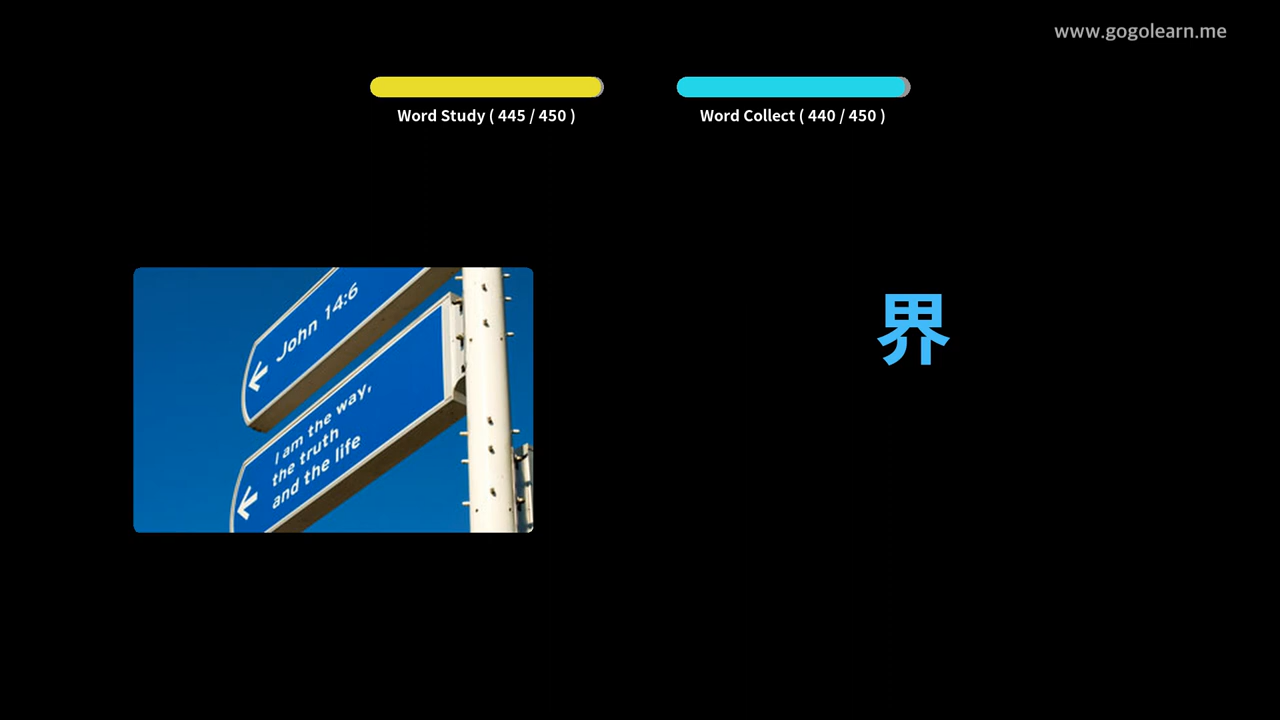 www.gogolearn.me
Word Study ( 445 / 450 )
Word Collect ( 440 / 450 )
John 14:6
I am the way,
the truth
and the life
界